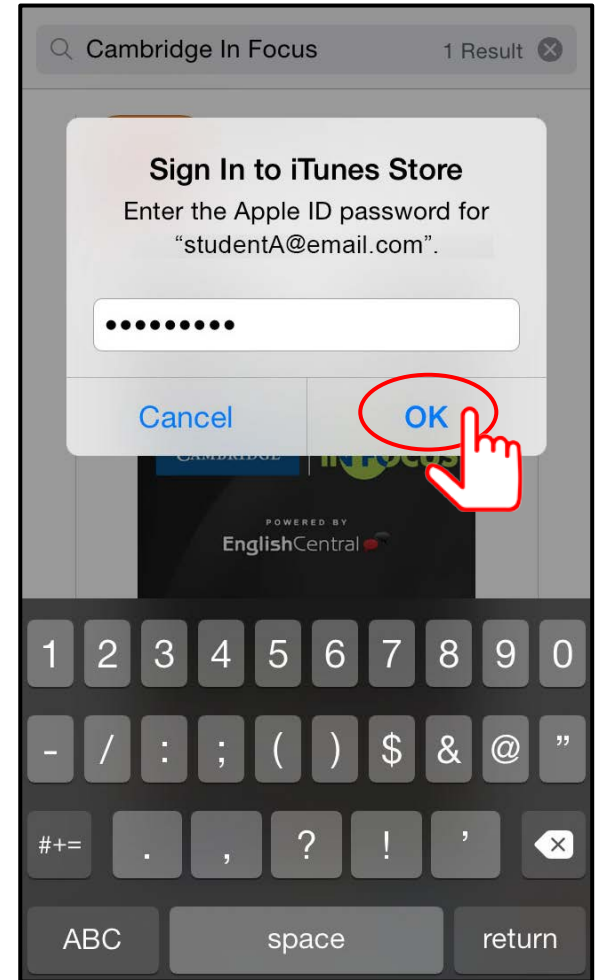 Cambridge In Focus 1 Result
Sign In to iTunes Store
Enter the Apple ID password for
“studentA@email.com”.
•••••••••
Cancel OK
CAMBRIDGE IN FOCUS
POWERED BY
EnglishCentral
1 2 3 4 5 6 7 8 9 0
- / : ; ( ) $ & @ ”
#+= . , ? ! ’
ABC space return